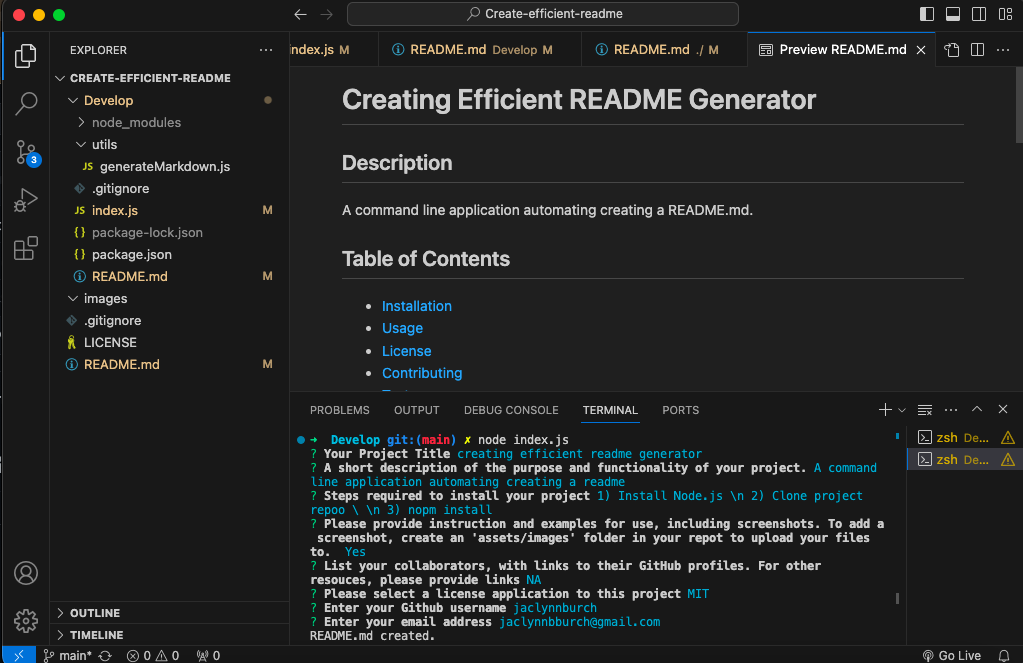 Create-efficient-readme
EXPLORER
CREATE-EFFICIENT-README
Develop
node_modules
utils
JS generateMarkdown.js
.gitignore
JS index.js M
{} package-lock.json
{} package.json
README.md M
images
.gitignore
LICENSE
README.md M
OUTLINE
TIMELINE
3
index.js M
README.md Develop M
README.md ./ M
Preview README.md
Creating Efficient README Generator
Description
A command line application automating creating a README.md.
Table of Contents
Installation
Usage
License
Contributing
PROBLEMS OUTPUT DEBUG CONSOLE TERMINAL PORTS
➜ Develop git:(main) ✗ node index.js
? Your Project Title creating efficient readme generator
? A short description of the purpose and functionality of your project. A command
line application automating creating a readme
? Steps required to install your project 1) Install Node.js \n 2) Clone project
repoo \ \n 3) nopm install
? Please provide instruction and examples for use, including screenshots. To add a
screenshot, create an 'assets/images' folder in your repot to upload your files
to. Yes
? List your collaborators, with links to their GitHub profiles. For other
resouces, please provide links NA
? Please select a license application to this project MIT
? Enter your Github username jaclynnburch
? Enter your email address jaclynnbburch@gmail.com
README.md created.
zsh De...
zsh De...
main* 0 0 0
Go Live